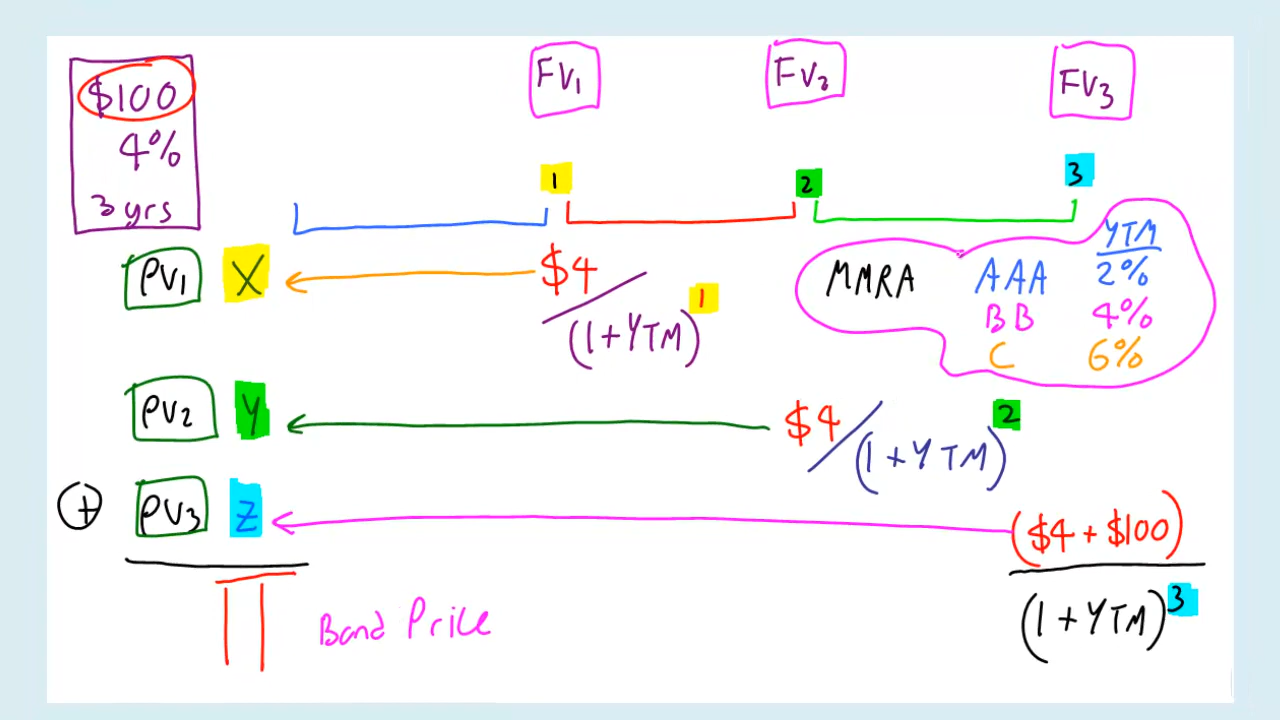 $100
4%
3 yrs
FV1
FV2
FV3
1
2
3
PV1 X
$4
/(1+YTM)^1
MMRA
YTM
AAA 2%
BB 4%
C 6%
PV2 Y
$4/(1+YTM)^2
+ PV3 Z
($4 + $100)
(1+YTM)^3
Bond Price